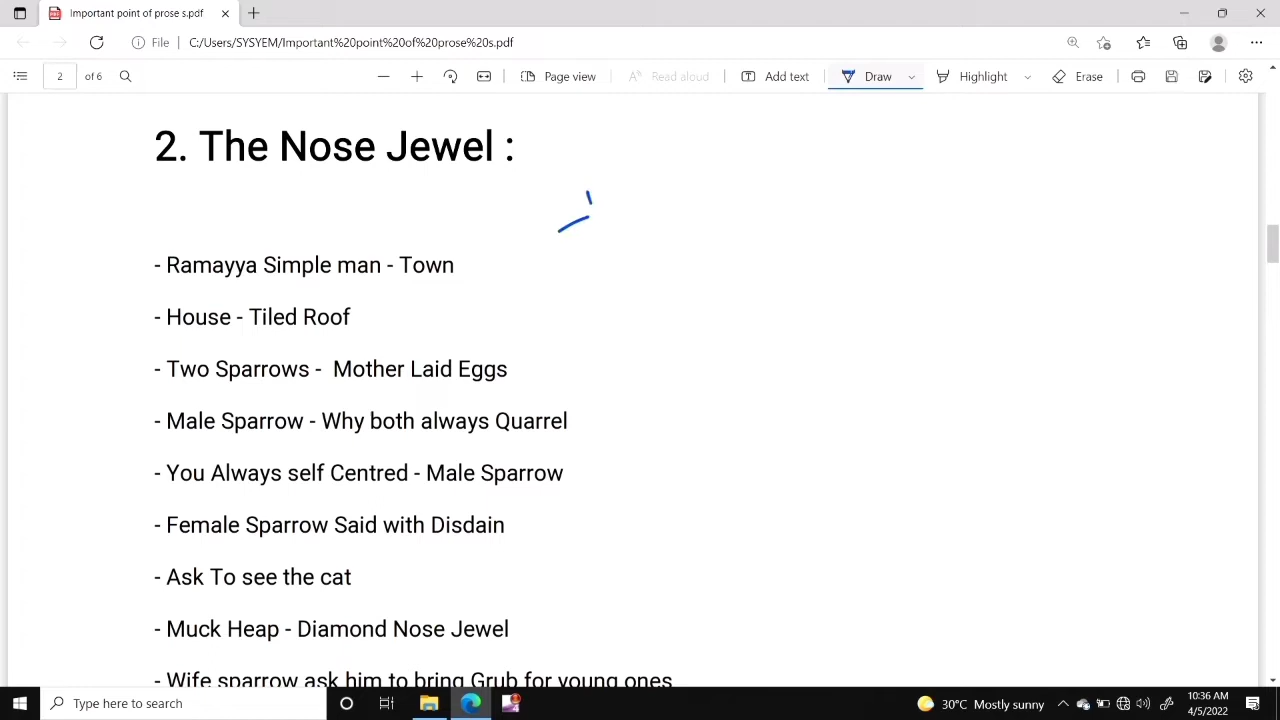 Important point of prose s.pdf
File
C:/Users/SYSYEM/Important%20point%20of%20prose%20s.pdf
2 of 6
Page view
Read aloud
Add text
Draw
Highlight
Erase
2. The Nose Jewel :
- Ramayya Simple man - Town
- House - Tiled Roof
- Two Sparrows - Mother Laid Eggs
- Male Sparrow - Why both always Quarrel
- You Always self Centred - Male Sparrow
- Female Sparrow Said with Disdain
- Ask To see the cat
- Muck Heap - Diamond Nose Jewel
- Wife sparrow ask him to bring Grub for young ones
Type here to search
30°C Mostly sunny
10:36 AM
4/5/2022